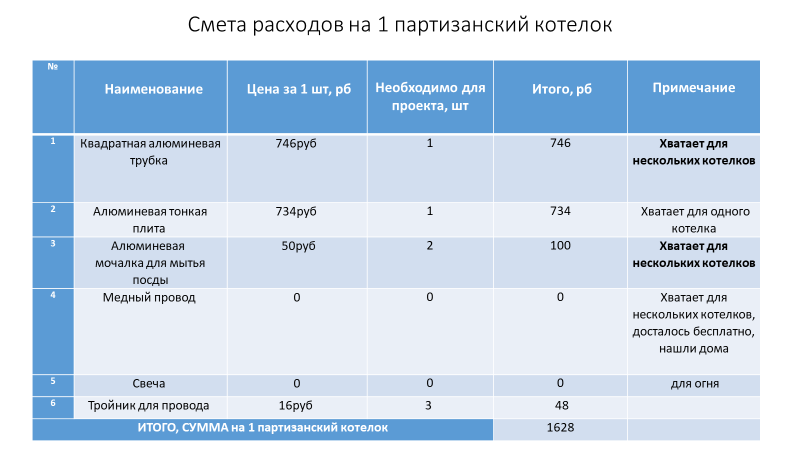 Смета расходов на 1 партизанский котелок
№
Наименование
Цена за 1 шт, рб
Необходимо для
проекта, шт
Итого, рб
Примечание
1
Квадратная алюминевая
трубка
746руб
1
746
Хватает для
нескольких котелков
2
Алюминевая тонкая
плита
734руб
1
734
Хватает для одного
котелка
3
Алюминевая
мочалка для мытья
посды
50руб
2
100
Хватает для
нескольких котелков
4
Медный провод
0
0
0
Хватает для
нескольких котелков,
досталось бесплатно,
нашли дома
5
Свеча
0
0
0
для огня
6
Тройник для провода
16руб
3
48
ИТОГО, СУММА на 1 партизанский котелок
1628